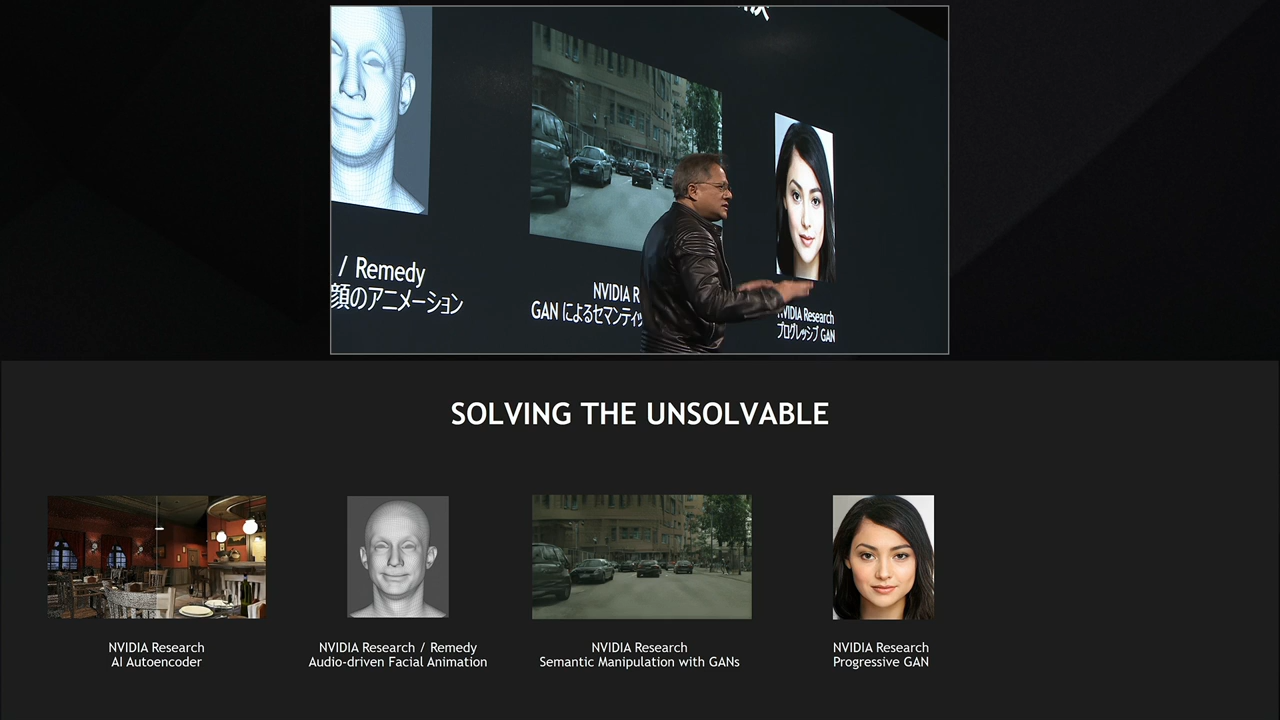 / Remedy
顔のアニメーション
NVIDIA R
GAN によるセマンティッ
NVIDIA Research
プログレッシブ GAN
SOLVING THE UNSOLVABLE
NVIDIA Research
AI Autoencoder
NVIDIA Research / Remedy
Audio-driven Facial Animation
NVIDIA Research
Semantic Manipulation with GANs
NVIDIA Research
Progressive GAN